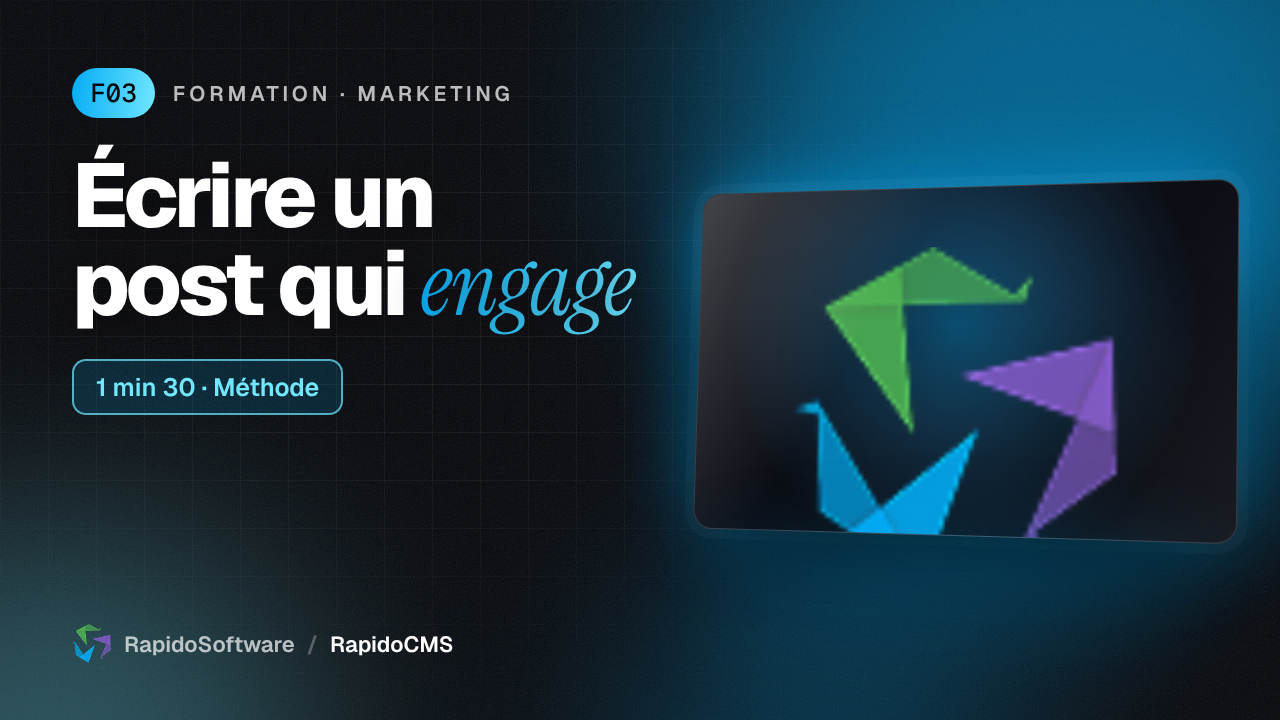 F03 FORMATION · MARKETING
Écrire un
post qui engage
1 min 30 · Méthode
RapidoSoftware / RapidoCMS